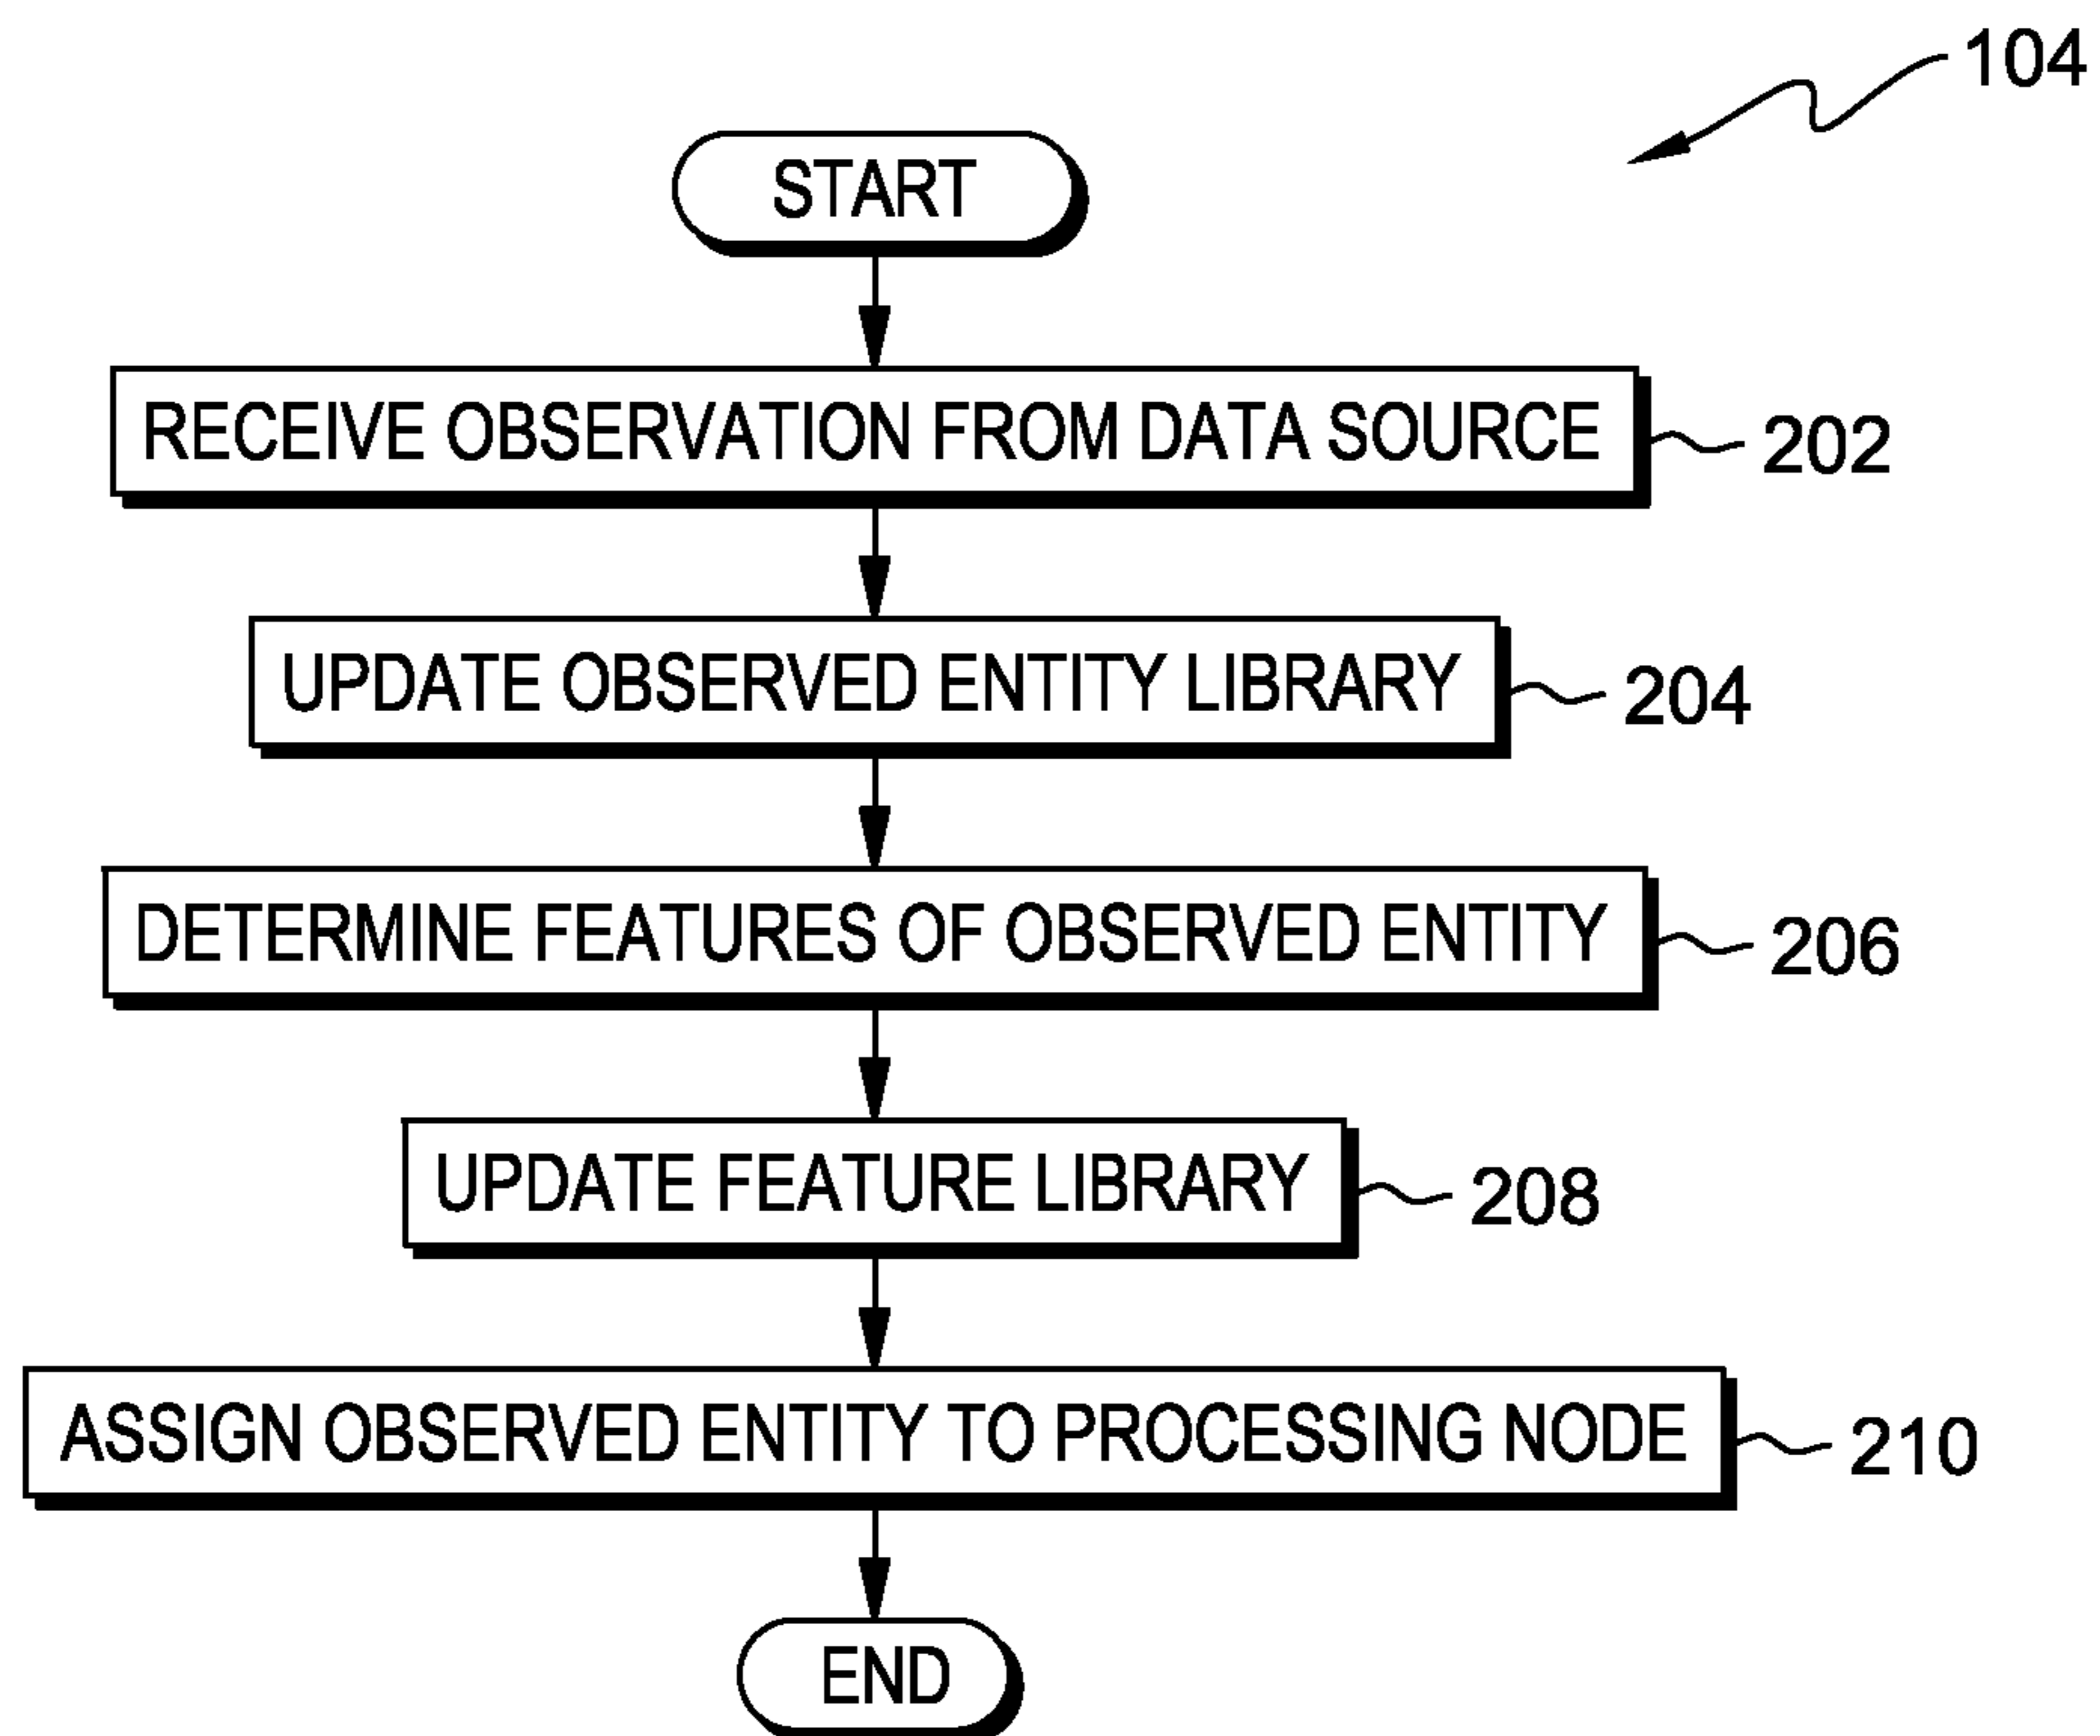 104
START
RECEIVE OBSERVATION FROM DATA SOURCE
202
UPDATE OBSERVED ENTITY LIBRARY
204
DETERMINE FEATURES OF OBSERVED ENTITY
206
UPDATE FEATURE LIBRARY
208
ASSIGN OBSERVED ENTITY TO PROCESSING NODE
210
END